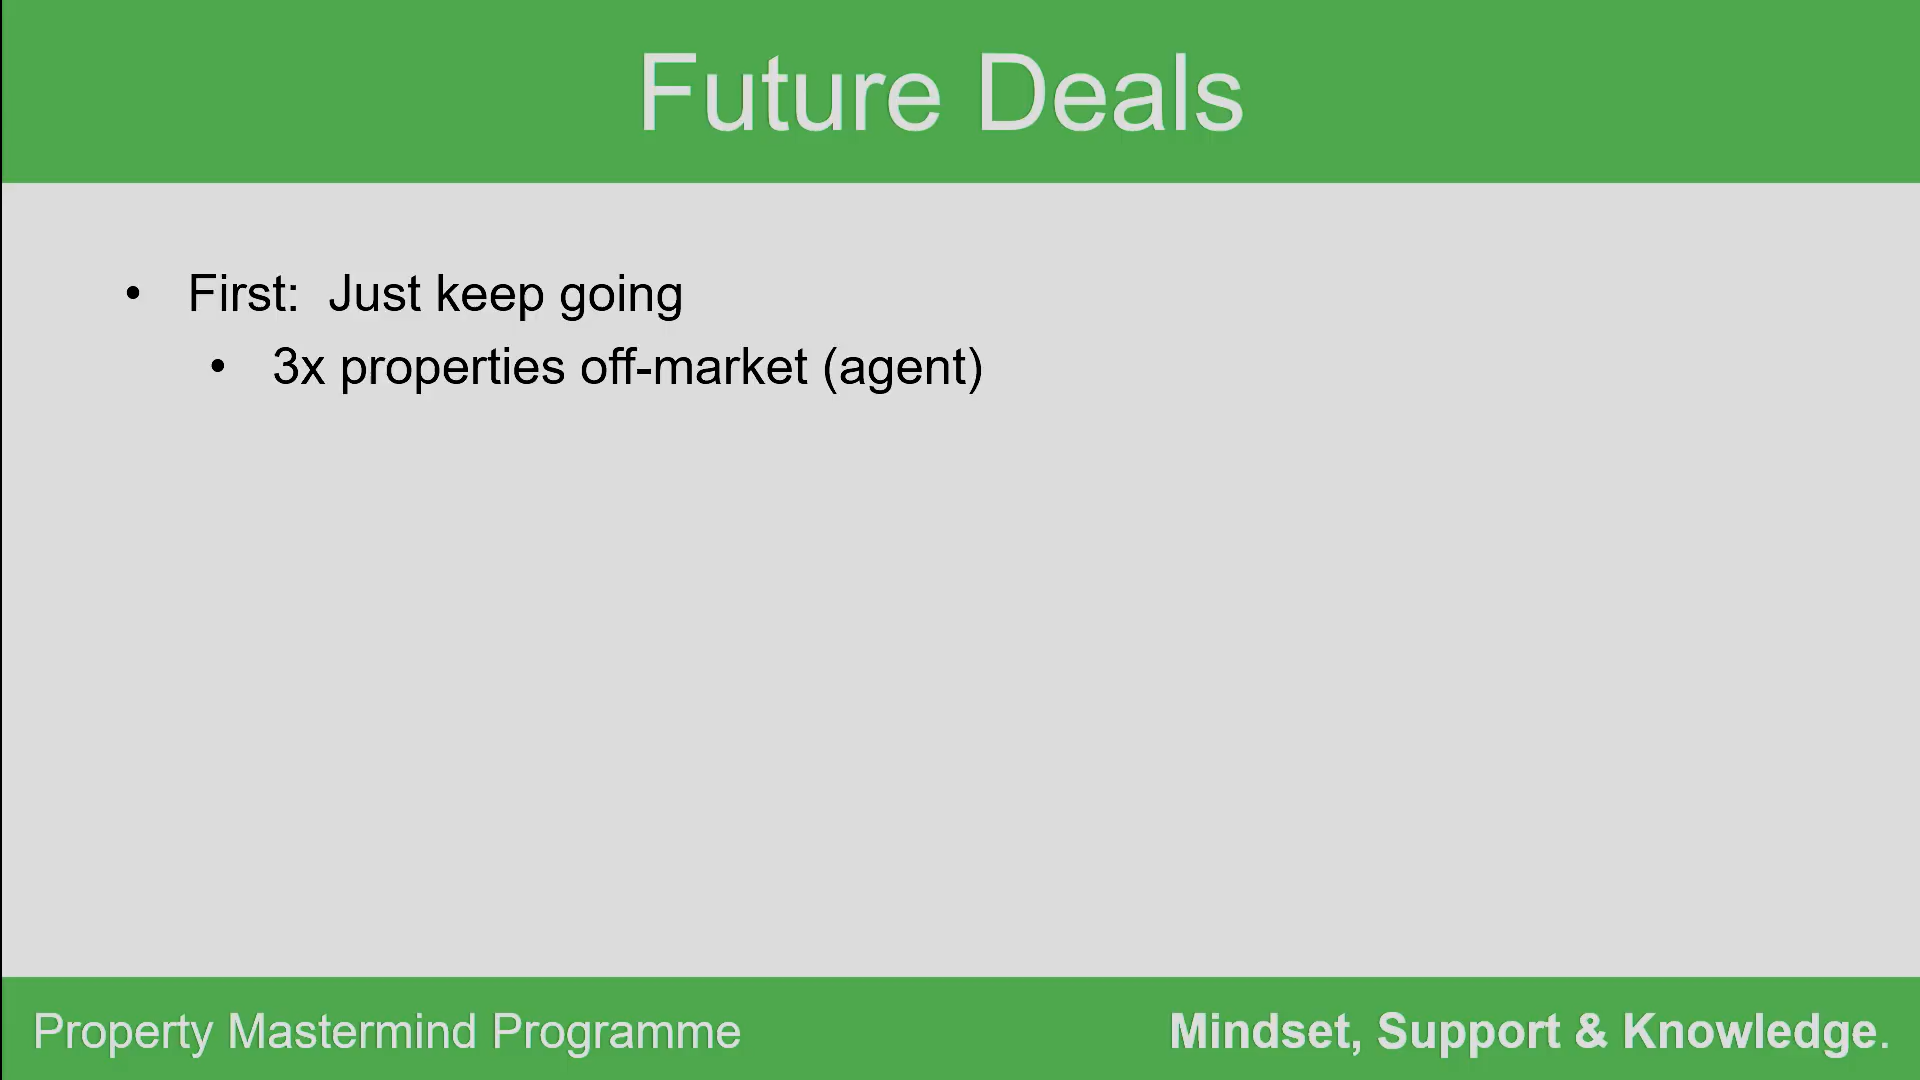 Future Deals
• First: Just keep going
• 3x properties off-market (agent)
Property Mastermind Programme
Mindset, Support & Knowledge.